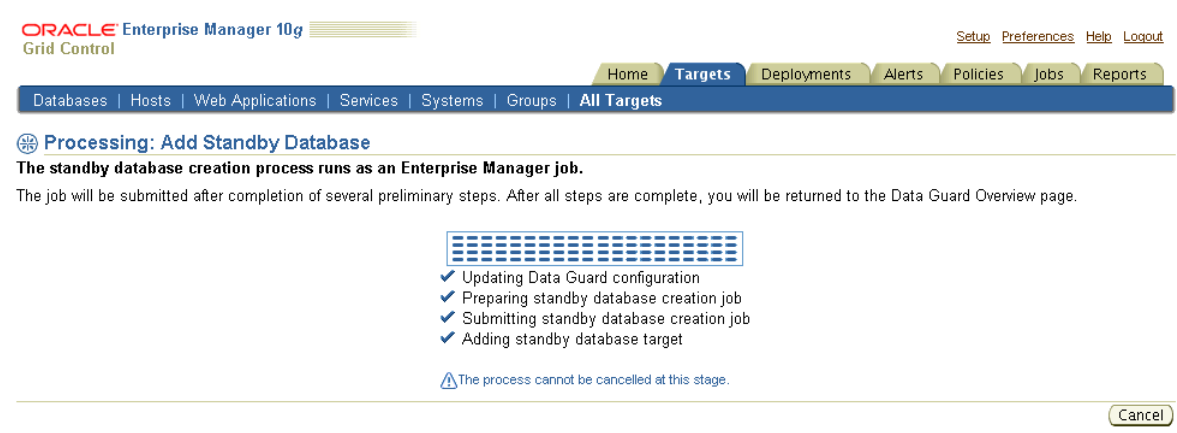 ORACLE Enterprise Manager 10g
Grid Control
Setup Preferences Help Logout
Home Targets Deployments Alerts Policies Jobs Reports
Databases | Hosts | Web Applications | Services | Systems | Groups | All Targets
Processing: Add Standby Database
The standby database creation process runs as an Enterprise Manager job.
The job will be submitted after completion of several preliminary steps. After all steps are complete, you will be returned to the Data Guard Overview page.
Updating Data Guard configuration
Preparing standby database creation job
Submitting standby database creation job
Adding standby database target
The process cannot be cancelled at this stage.
Cancel